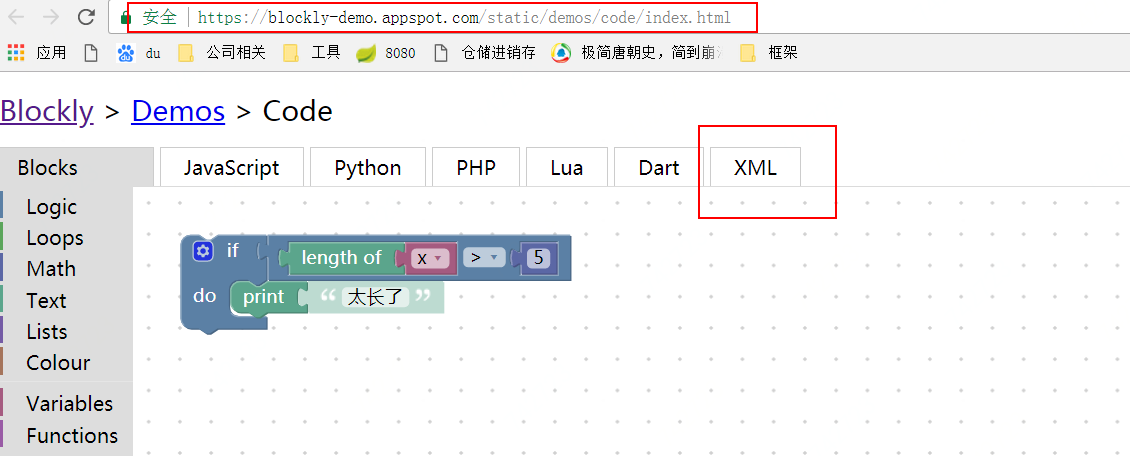 安全 https://blockly-demo.appspot.com/static/demos/code/index.html
应用 du 公司相关 工具 8080 仓储进销存 极简唐朝史，简到崩 框架
Blockly > Demos > Code
Blocks JavaScript Python PHP Lua Dart XML
Logic
Loops
Math
Text
Lists
Colour
Variables
Functions
if length of x > 5
do print “ 太长了 ”